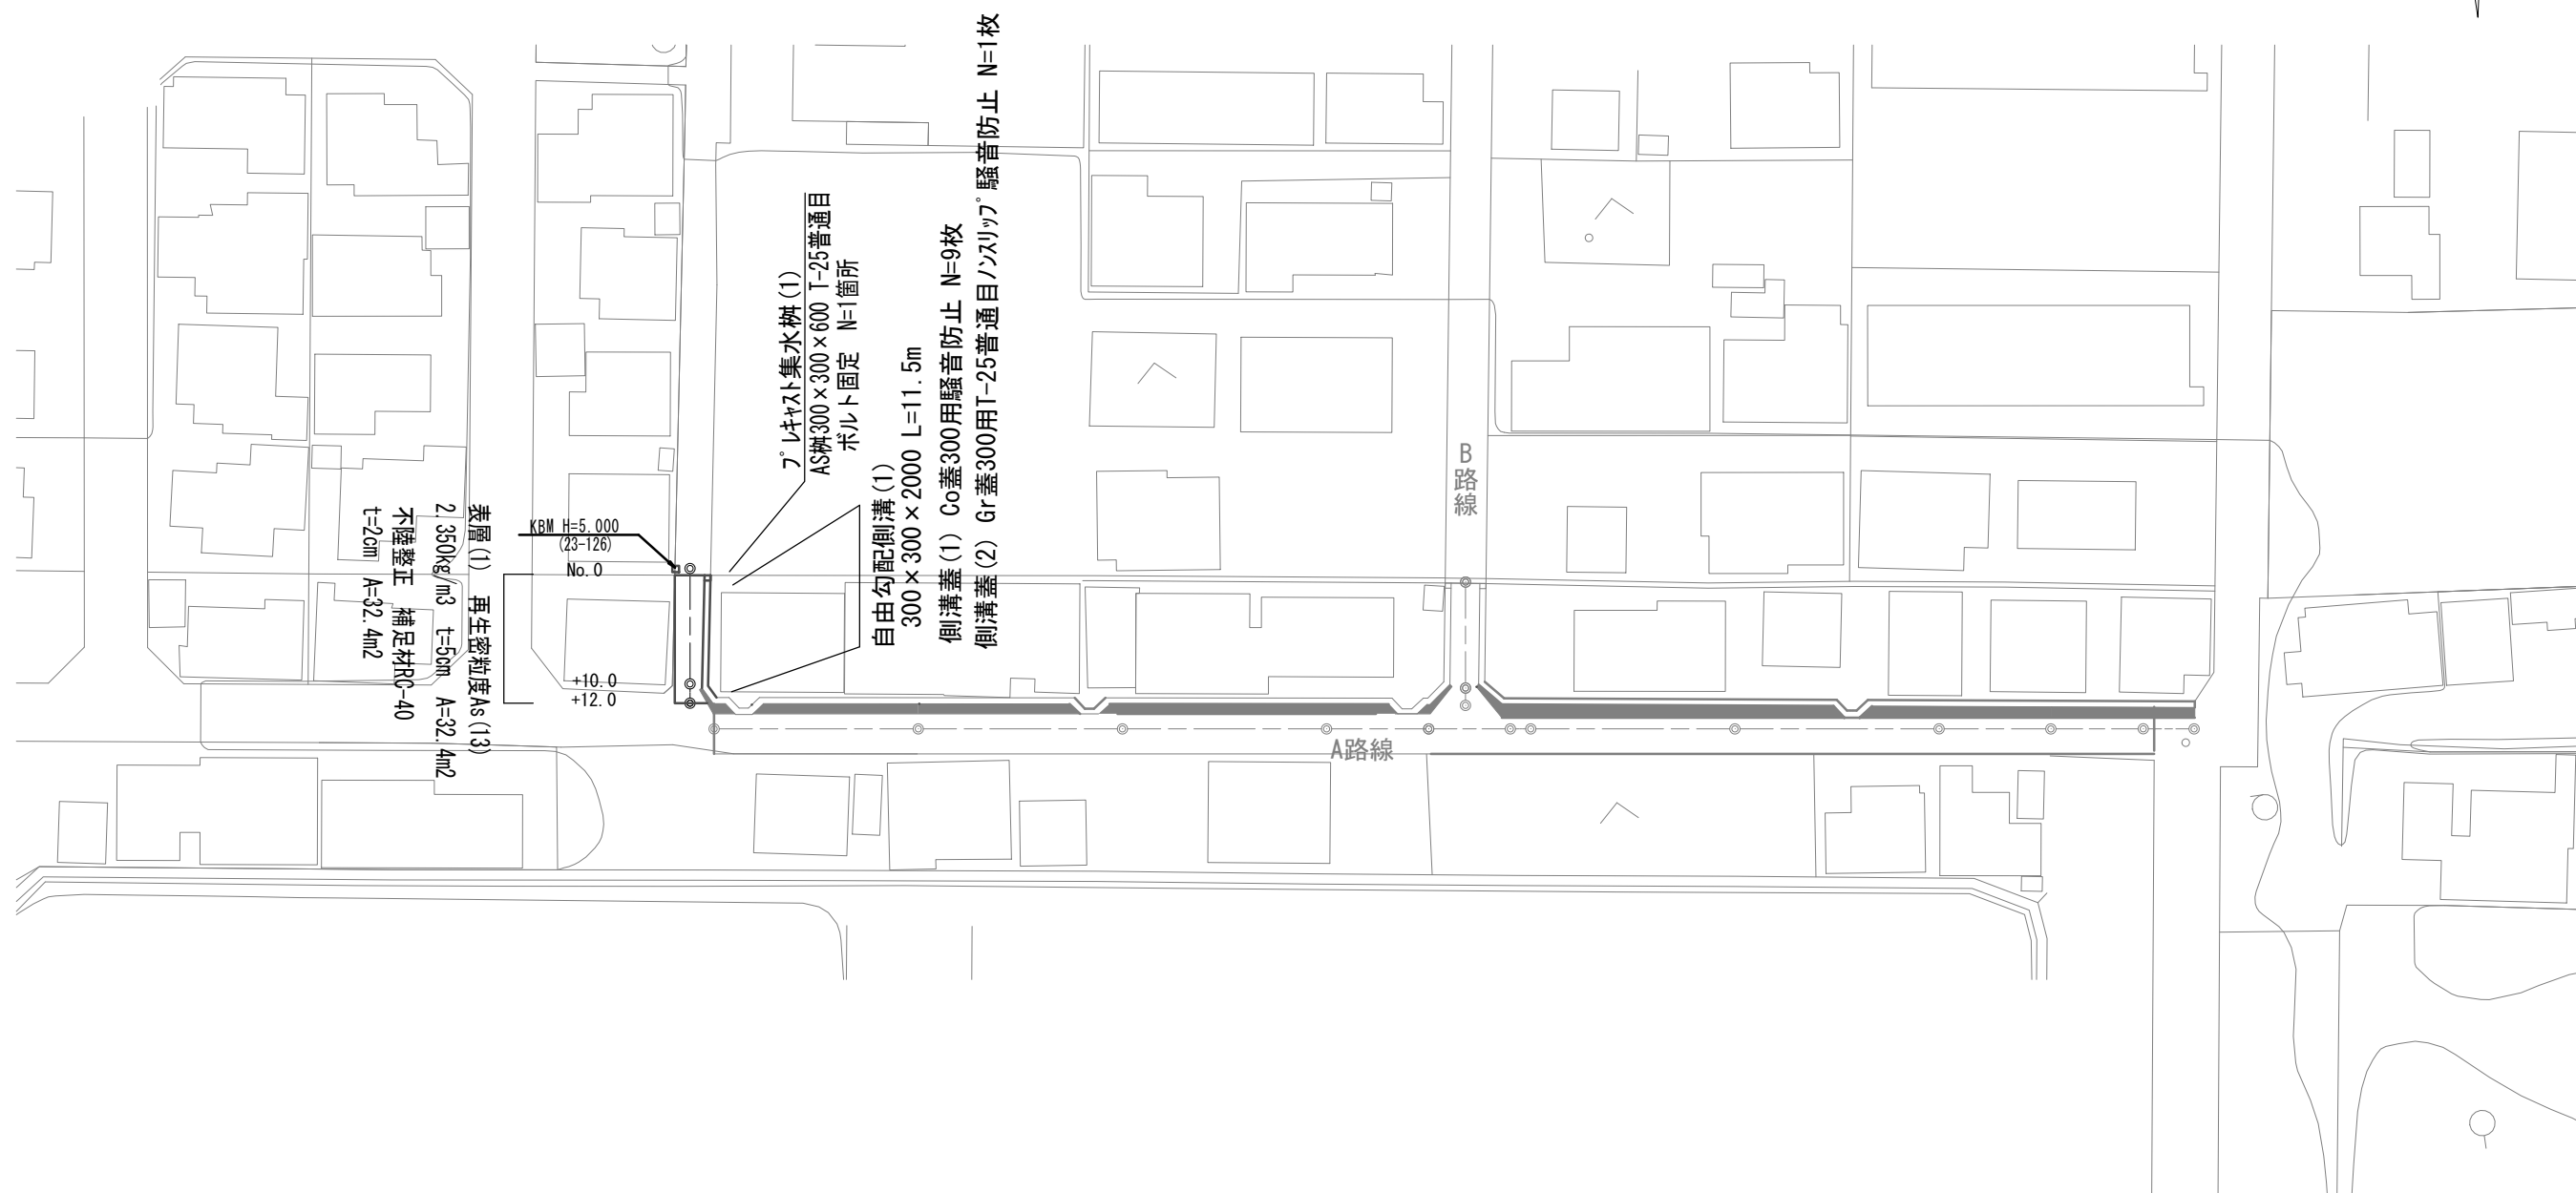 プレキャスト集水桝(1)
AS桝300×300×600 T-25普通目
ボルト固定 N=1箇所
自由勾配側溝(1)
300×300×2000 L=11.5m
側溝蓋(1) Co蓋300用騒音防止 N=9枚
側溝蓋(2) Gr蓋300用T-25普通目ノンスリップ 騒音防止 N=1枚
表層(1) 再生密粒度As(13)
2.350kg/m3 t=5cm A=32.4m2
不陸整正 補足材RC-40
t=2cm A=32.4m2
KBM H=5.000
(23-126)
No.0
+10.0
+12.0
B路線
A路線